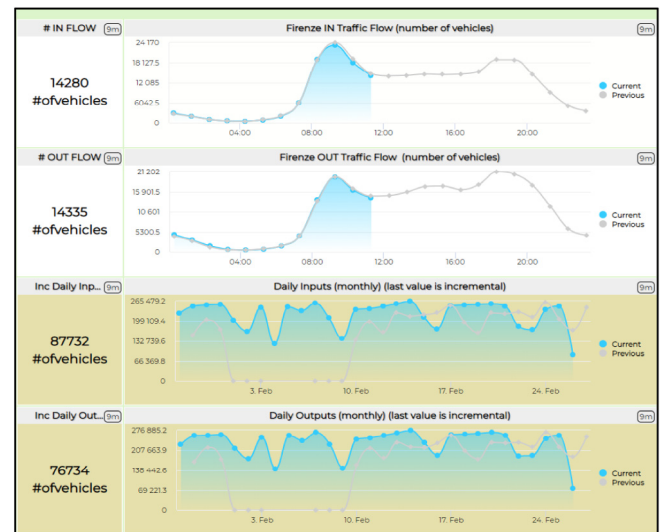 # IN FLOW 9m
Firenze IN Traffic Flow (number of vehicles) 9m
14280
#ofvehicles
24 170
18 127.5
12 085
6042.5
0
04:00 08:00 12:00 16:00 20:00
Current
Previous
# OUT FLOW 9m
Firenze OUT Traffic Flow (number of vehicles) 9m
14335
#ofvehicles
21 202
15 901.5
10 601
5300.5
0
04:00 08:00 12:00 16:00 20:00
Current
Previous
Inc Daily Inp... 9m
Daily Inputs (monthly) (last value is incremental) 9m
87732
#ofvehicles
265 479.2
199 109.4
132 739.6
66 369.8
0
3. Feb 10. Feb 17. Feb 24. Feb
Current
Previous
Inc Daily Out... 9m
Daily Outputs (monthly) (last value is incremental) 9m
76734
#ofvehicles
276 885.2
207 663.9
138 442.6
69 221.3
0
3. Feb 10. Feb 17. Feb 24. Feb
Current
Previous